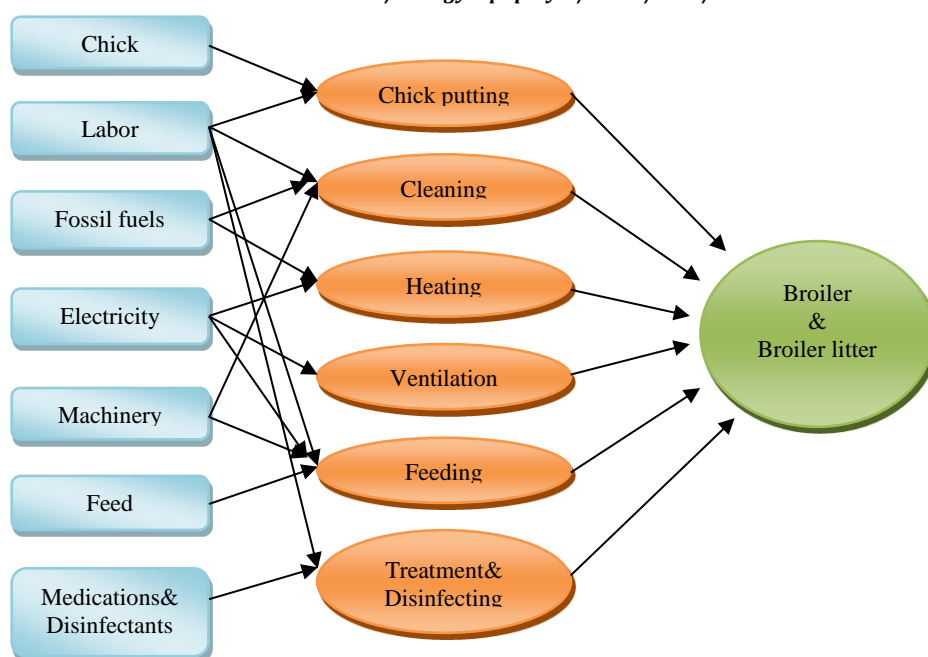 Chick
Labor
Fossil fuels
Electricity
Machinery
Feed
Medications&
Disinfectants
Chick putting
Cleaning
Heating
Ventilation
Feeding
Treatment&
Disinfecting
Broiler
&
Broiler litter